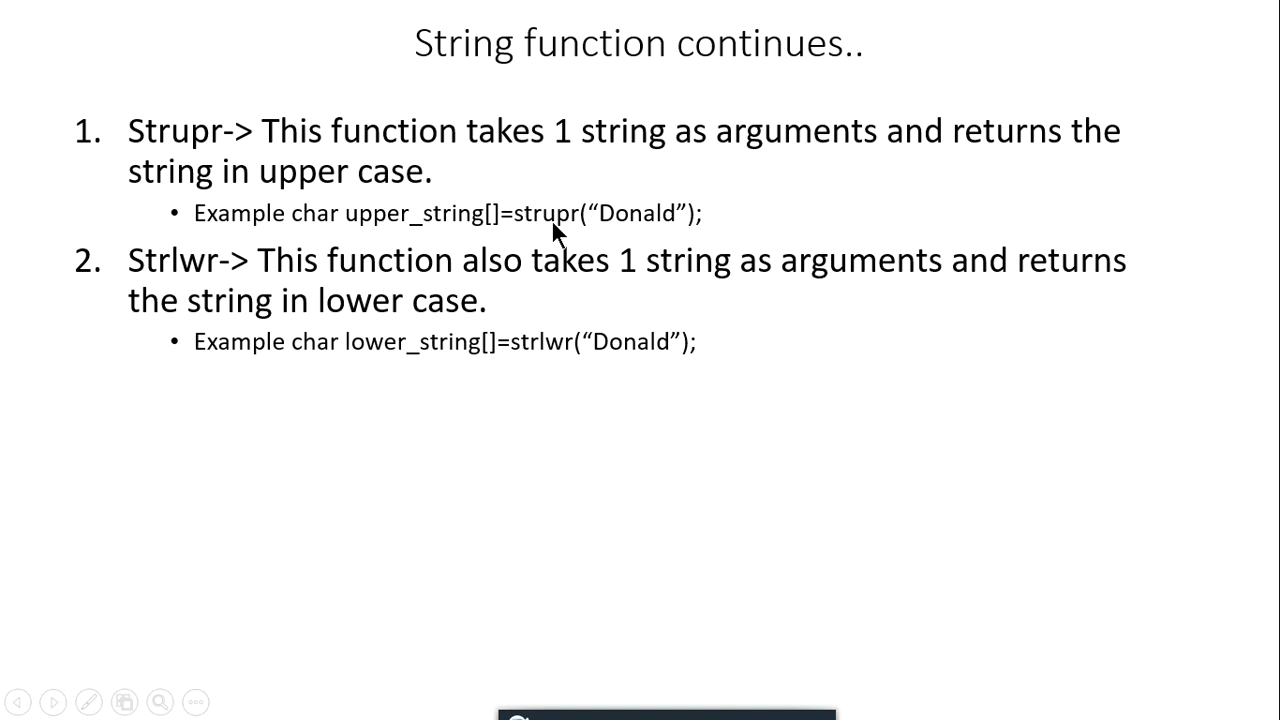 String function continues..
1. Strupr-> This function takes 1 string as arguments and returns the
string in upper case.
• Example char upper_string[]=strupr(“Donald”);
2. Strlwr-> This function also takes 1 string as arguments and returns
the string in lower case.
• Example char lower_string[]=strlwr(“Donald”);